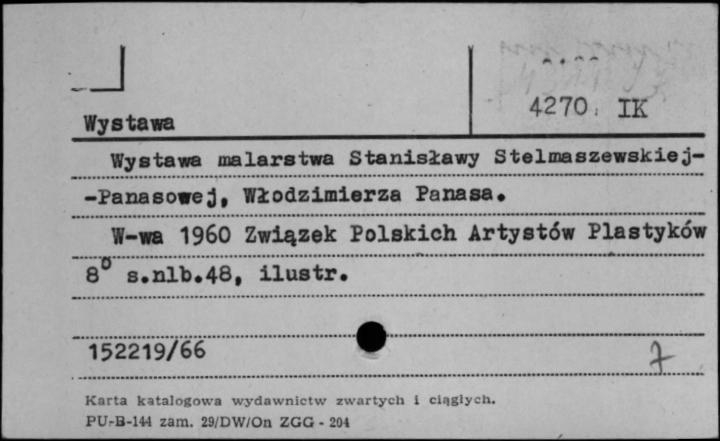 4270 IK
Wystawa
Wystawa malarstwa Stanisławy Stelmaszewskiej-
-Panasowej, Włodzimierza Panasa.
W-wa 1960 Związek Polskich Artystów Plastyków
8° s.nlb.48, ilustr.
152219/66
7
Karta katalogowa wydawnictw zwartych i ciągłych.
PU-B-144 zam. 29/DW/On ZGG - 204